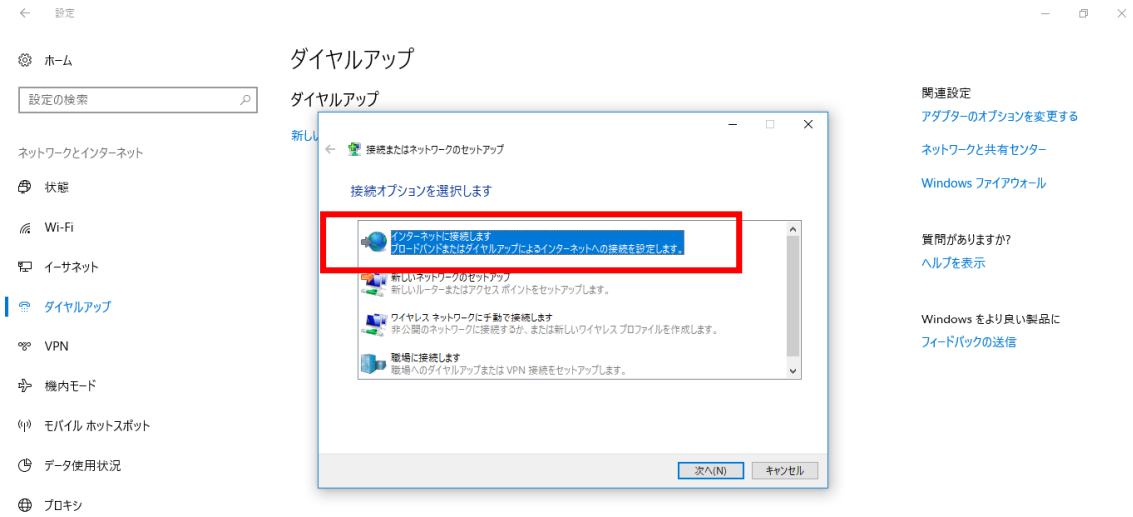 設定
ホーム
設定の検索
ネットワークとインターネット
状態
Wi-Fi
イーサネット
ダイヤルアップ
VPN
機内モード
モバイル ホットスポット
データ使用状況
プロキシ
ダイヤルアップ
ダイヤルアップ
新し
接続またはネットワークのセットアップ
接続オプションを選択します
インターネットに接続します
ブロードバンドまたはダイヤルアップによるインターネットへの接続を設定します。
新しいネットワークのセットアップ
新しいルーターまたはアクセス ポイントをセットアップします。
ワイヤレス ネットワークに手動で接続します
非公開のネットワークに接続するか、または新しいワイヤレス プロファイルを作成します。
職場に接続します
職場へのダイヤルアップまたは VPN 接続をセットアップします。
次へ(N)
キャンセル
関連設定
アダプターのオプションを変更する
ネットワークと共有センター
Windows ファイアウォール
質問がありますか?
ヘルプを表示
Windows をより良い製品に
フィードバックの送信